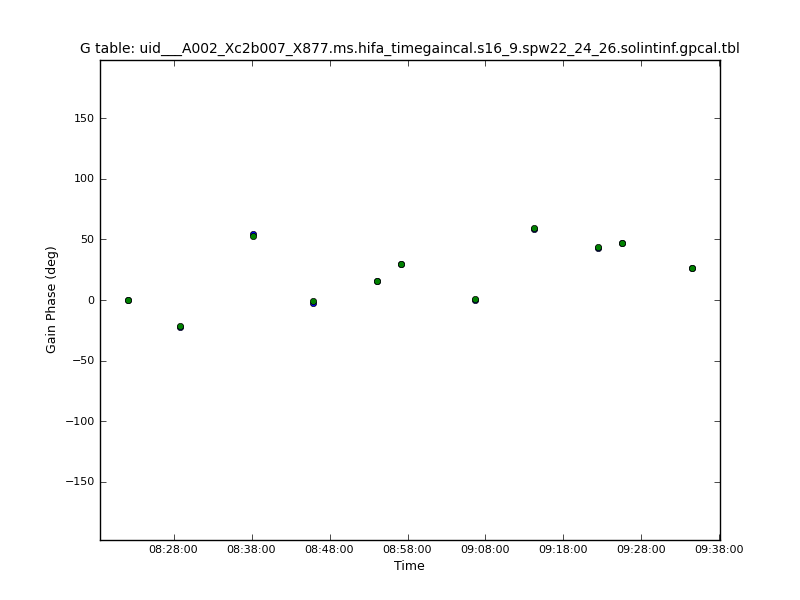 G table: uid___A002_Xc2b007_X877.ms.hifa_timegaincal.s16_9.spw22_24_26.solintinf.gpcal.tbl
150
100
50
0
−50
−100
−150
Gain Phase (deg)
08:28:00 08:38:00 08:48:00 08:58:00 09:08:00 09:18:00 09:28:00 09:38:00
Time